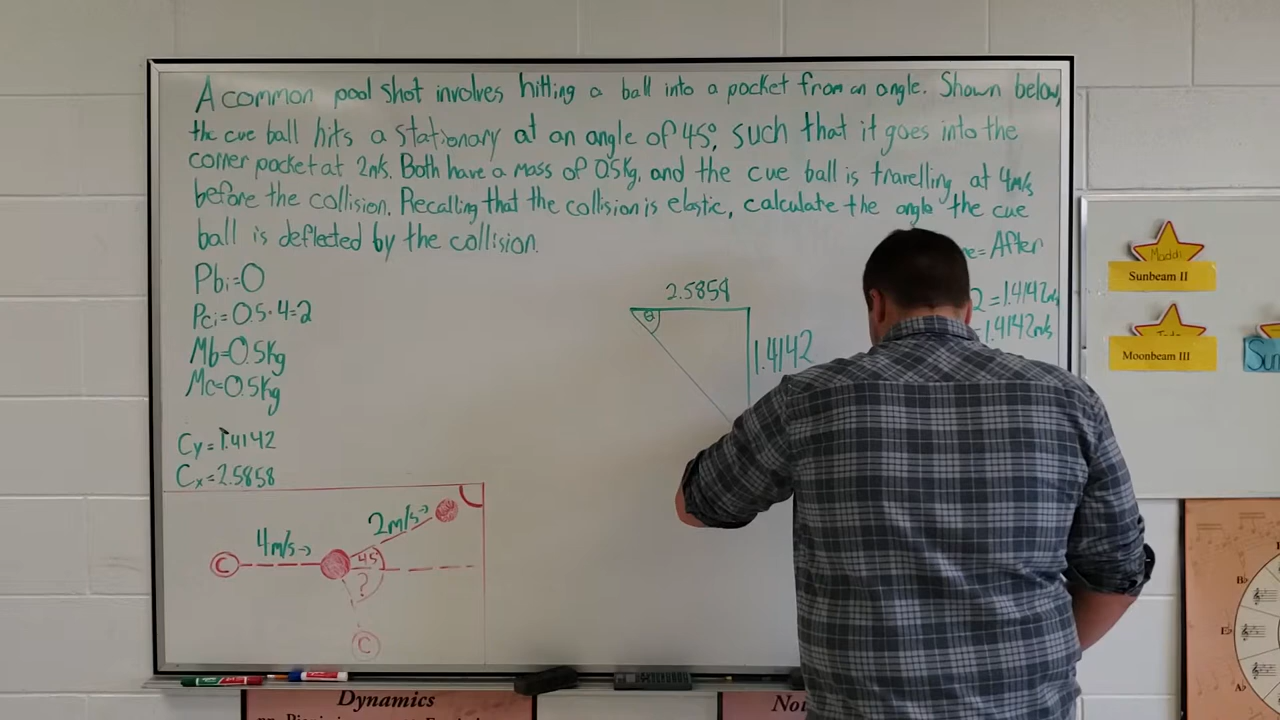 A common pool shot involves hitting a ball into a pocket from an angle. Shown below,
the cue ball hits a stationary at an angle of 45°, such that it goes into the
corner pocket at 2m/s. Both have a mass of 0.5Kg, and the cue ball is travelling at 4m/s
before the collision. Recalling that the collision is elastic, calculate the angle the cue
ball is deflected by the collision.
= After
Pbi=0
Pci=0.5·4=2
Mb=0.5Kg
Mc=0.5Kg
Cy=1.4142
Cx=2.5858
2.5858
θ
1.4142
2 = 1.4142m/s
= 1.4142m/s
4m/s→
2m/s→
C
45
?
C
Maddi
Sunbeam II
Moonbeam III
Sun
Dynamics
B♭
E♭
A♭